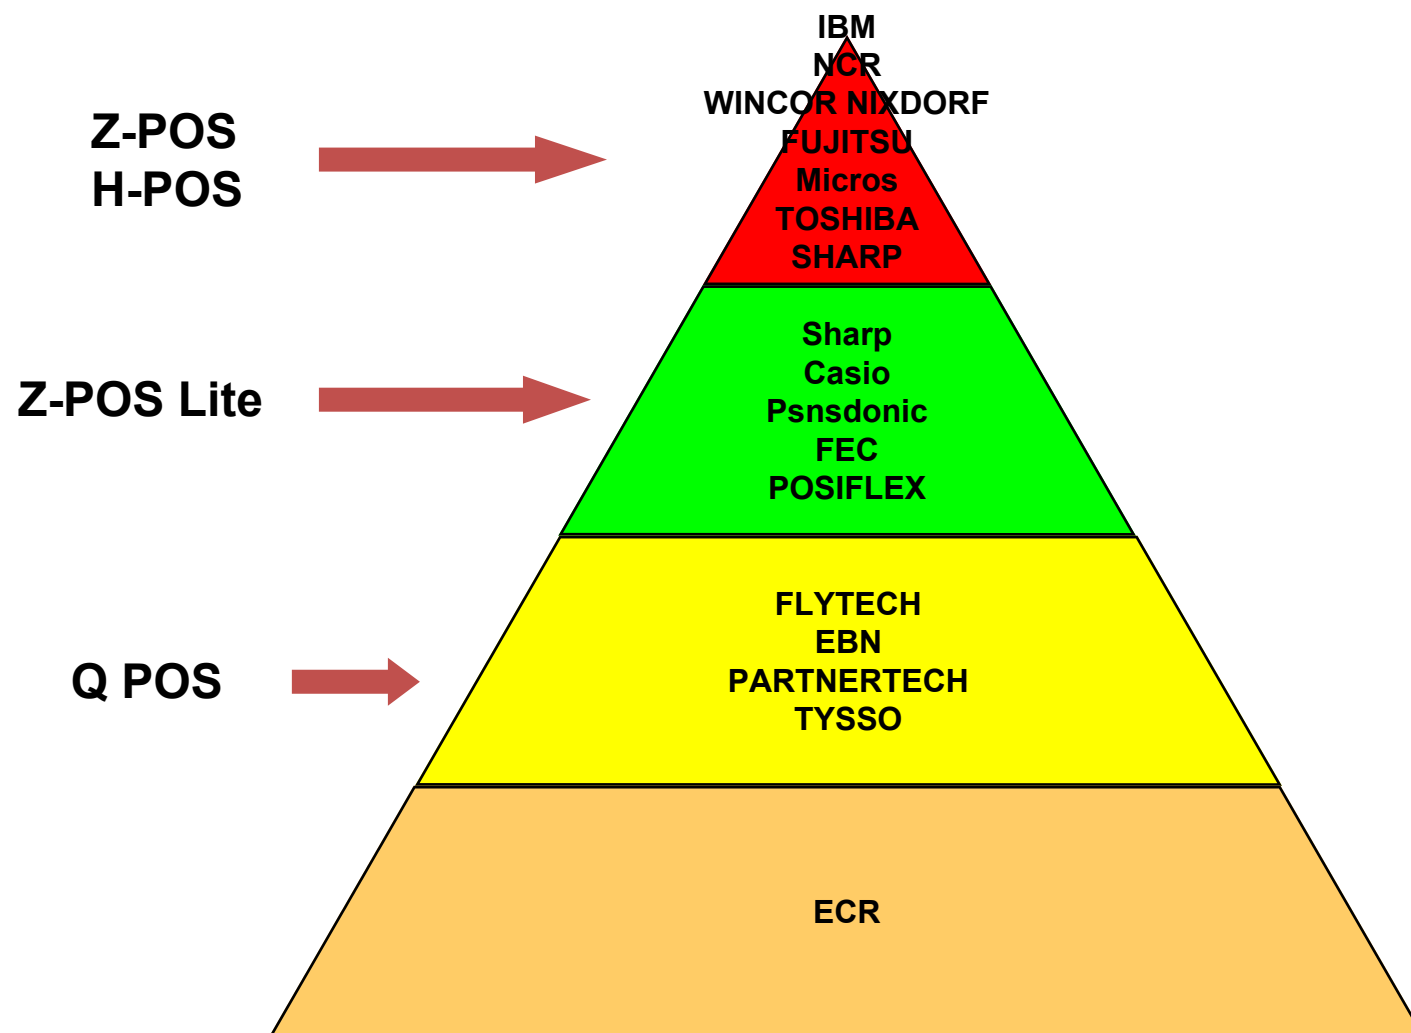 IBM
NCR
WINCOR NIXDORF
FUJITSU
Micros
TOSHIBA
SHARP
Z-POS
H-POS
Sharp
Casio
Psnsdonic
FEC
POSIFLEX
Z-POS Lite
FLYTECH
EBN
PARTNERTECH
TYSSO
Q POS
ECR